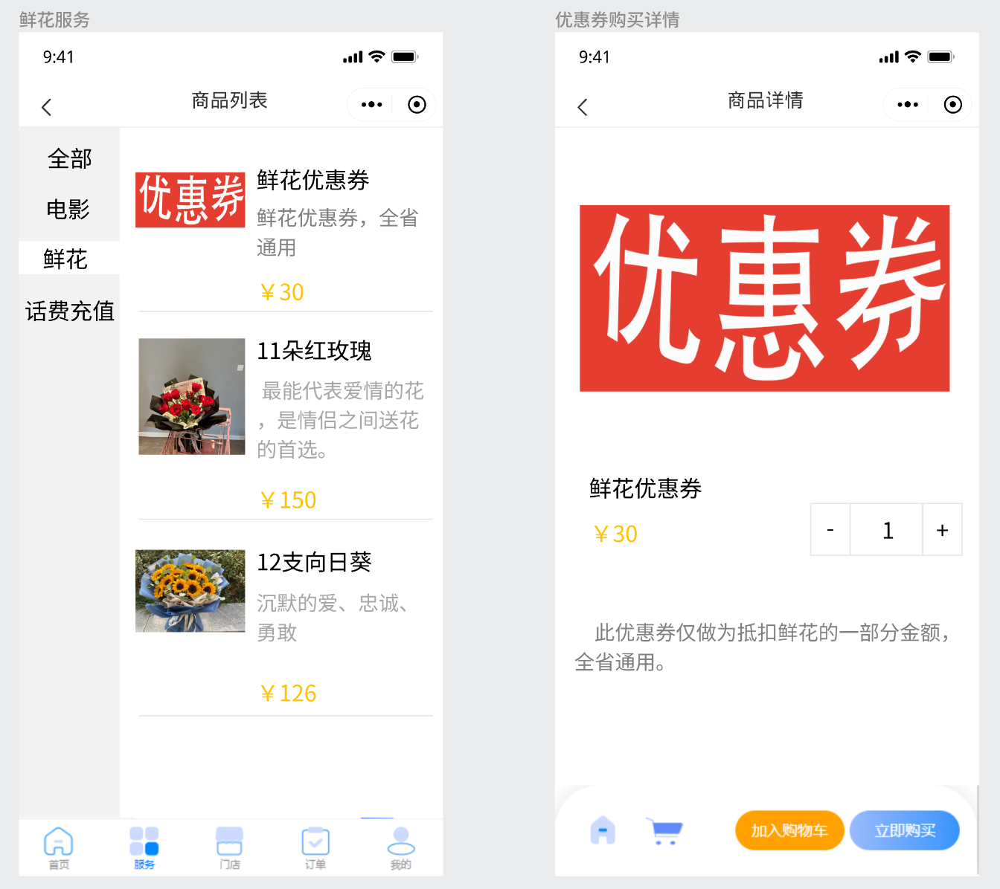 鲜花服务
9:41
商品列表
全部
电影
鲜花
话费充值
优惠券
鲜花优惠券
鲜花优惠券，全省
通用
￥30
11朵红玫瑰
最能代表爱情的花
，是情侣之间送花
的首选。
￥150
12支向日葵
沉默的爱、忠诚、
勇敢
￥126
首页
服务
门店
订单
我的
优惠券购买详情
9:41
商品详情
优惠券
鲜花优惠券
￥30
- 1 +
此优惠券仅做为抵扣鲜花的一部分金额，
全省通用。
加入购物车
立即购买